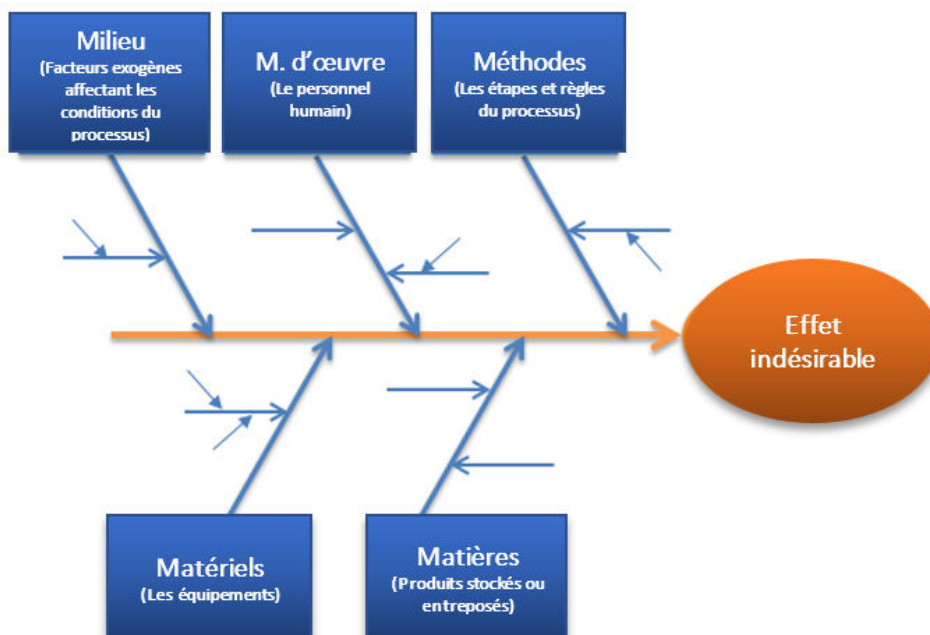 Milieu
(Facteurs exogènes
affectant les
conditions du
processus)
M. d'œuvre
(Le personnel
humain)
Méthodes
(Les étapes et règles
du processus)
Effet
indésirable
Matériels
(Les équipements)
Matières
(Produits stockés ou
entreposés)